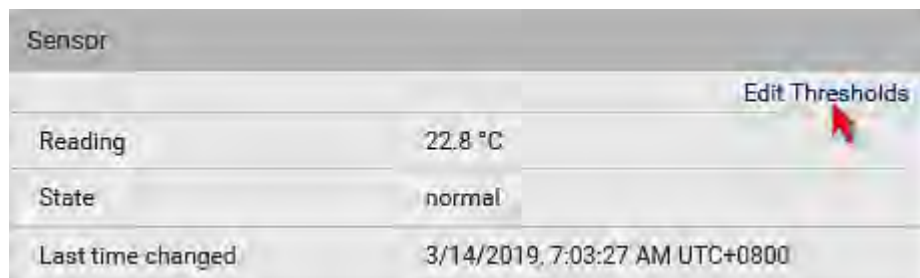 Sensor
Edit Thresholds
Reading 22.8 °C
State normal
Last time changed 3/14/2019, 7:03:27 AM UTC+0800